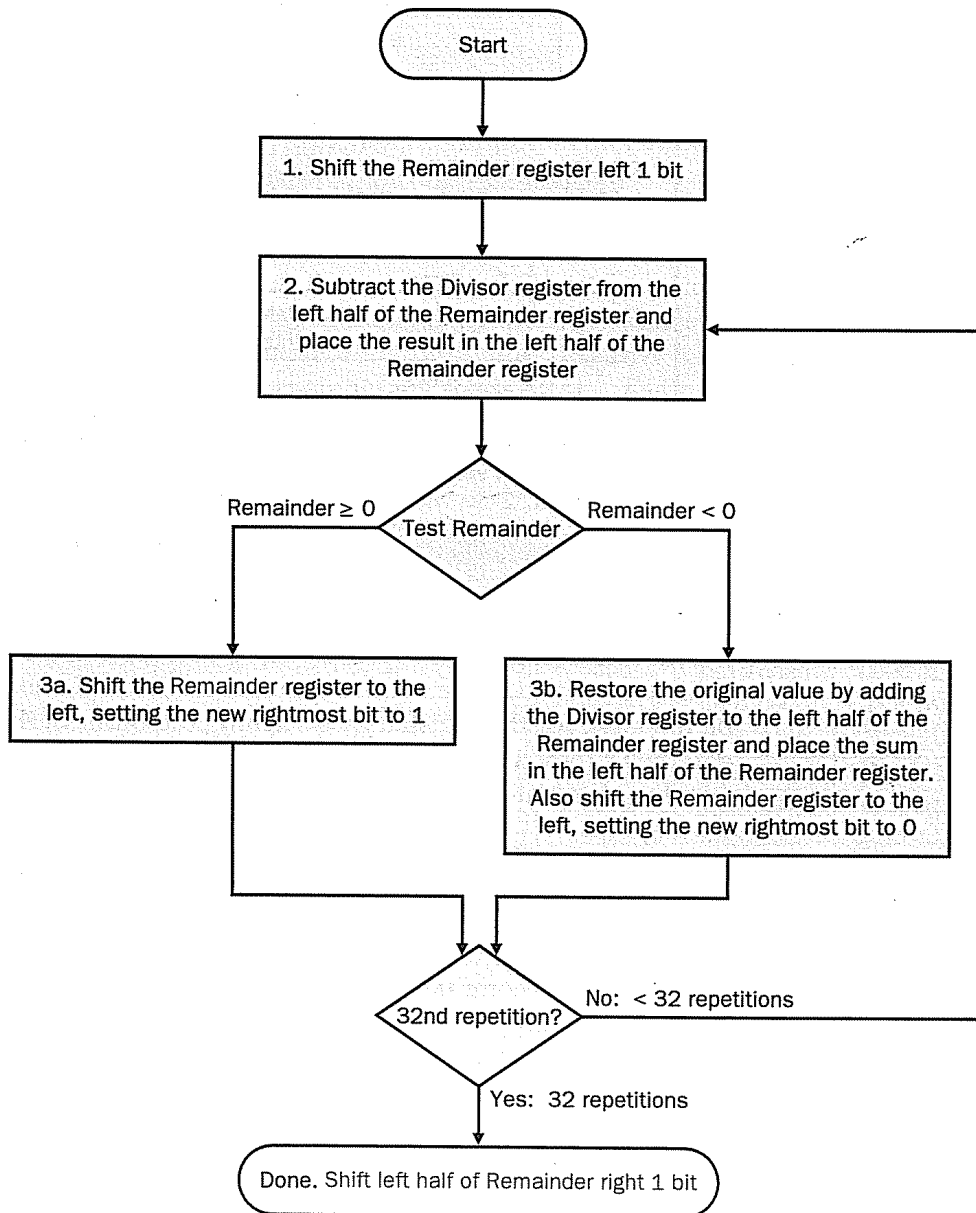 Start
1. Shift the Remainder register left 1 bit
2. Subtract the Divisor register from the
left half of the Remainder register and
place the result in the left half of the
Remainder register
Remainder ≥ 0
Test Remainder
Remainder < 0
3a. Shift the Remainder register to the
left, setting the new rightmost bit to 1
3b. Restore the original value by adding
the Divisor register to the left half of the
Remainder register and place the sum
in the left half of the Remainder register.
Also shift the Remainder register to the
left, setting the new rightmost bit to 0
32nd repetition?
No: < 32 repetitions
Yes: 32 repetitions
Done. Shift left half of Remainder right 1 bit